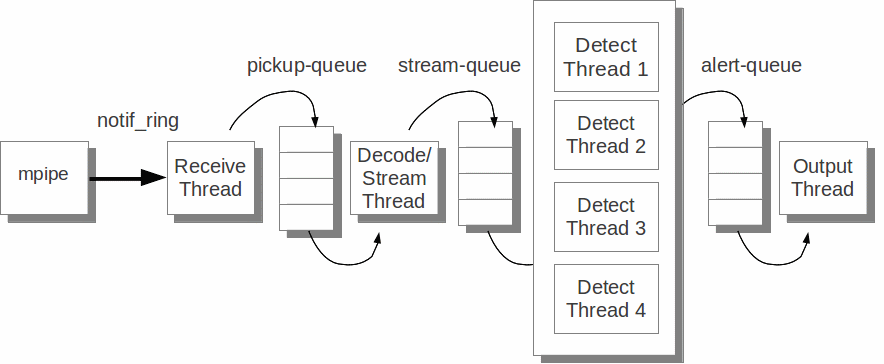 mpipe
notif_ring
Receive
Thread
pickup-queue
Decode/
Stream
Thread
stream-queue
Detect
Thread 1
Detect
Thread 2
Detect
Thread 3
Detect
Thread 4
alert-queue
Output
Thread